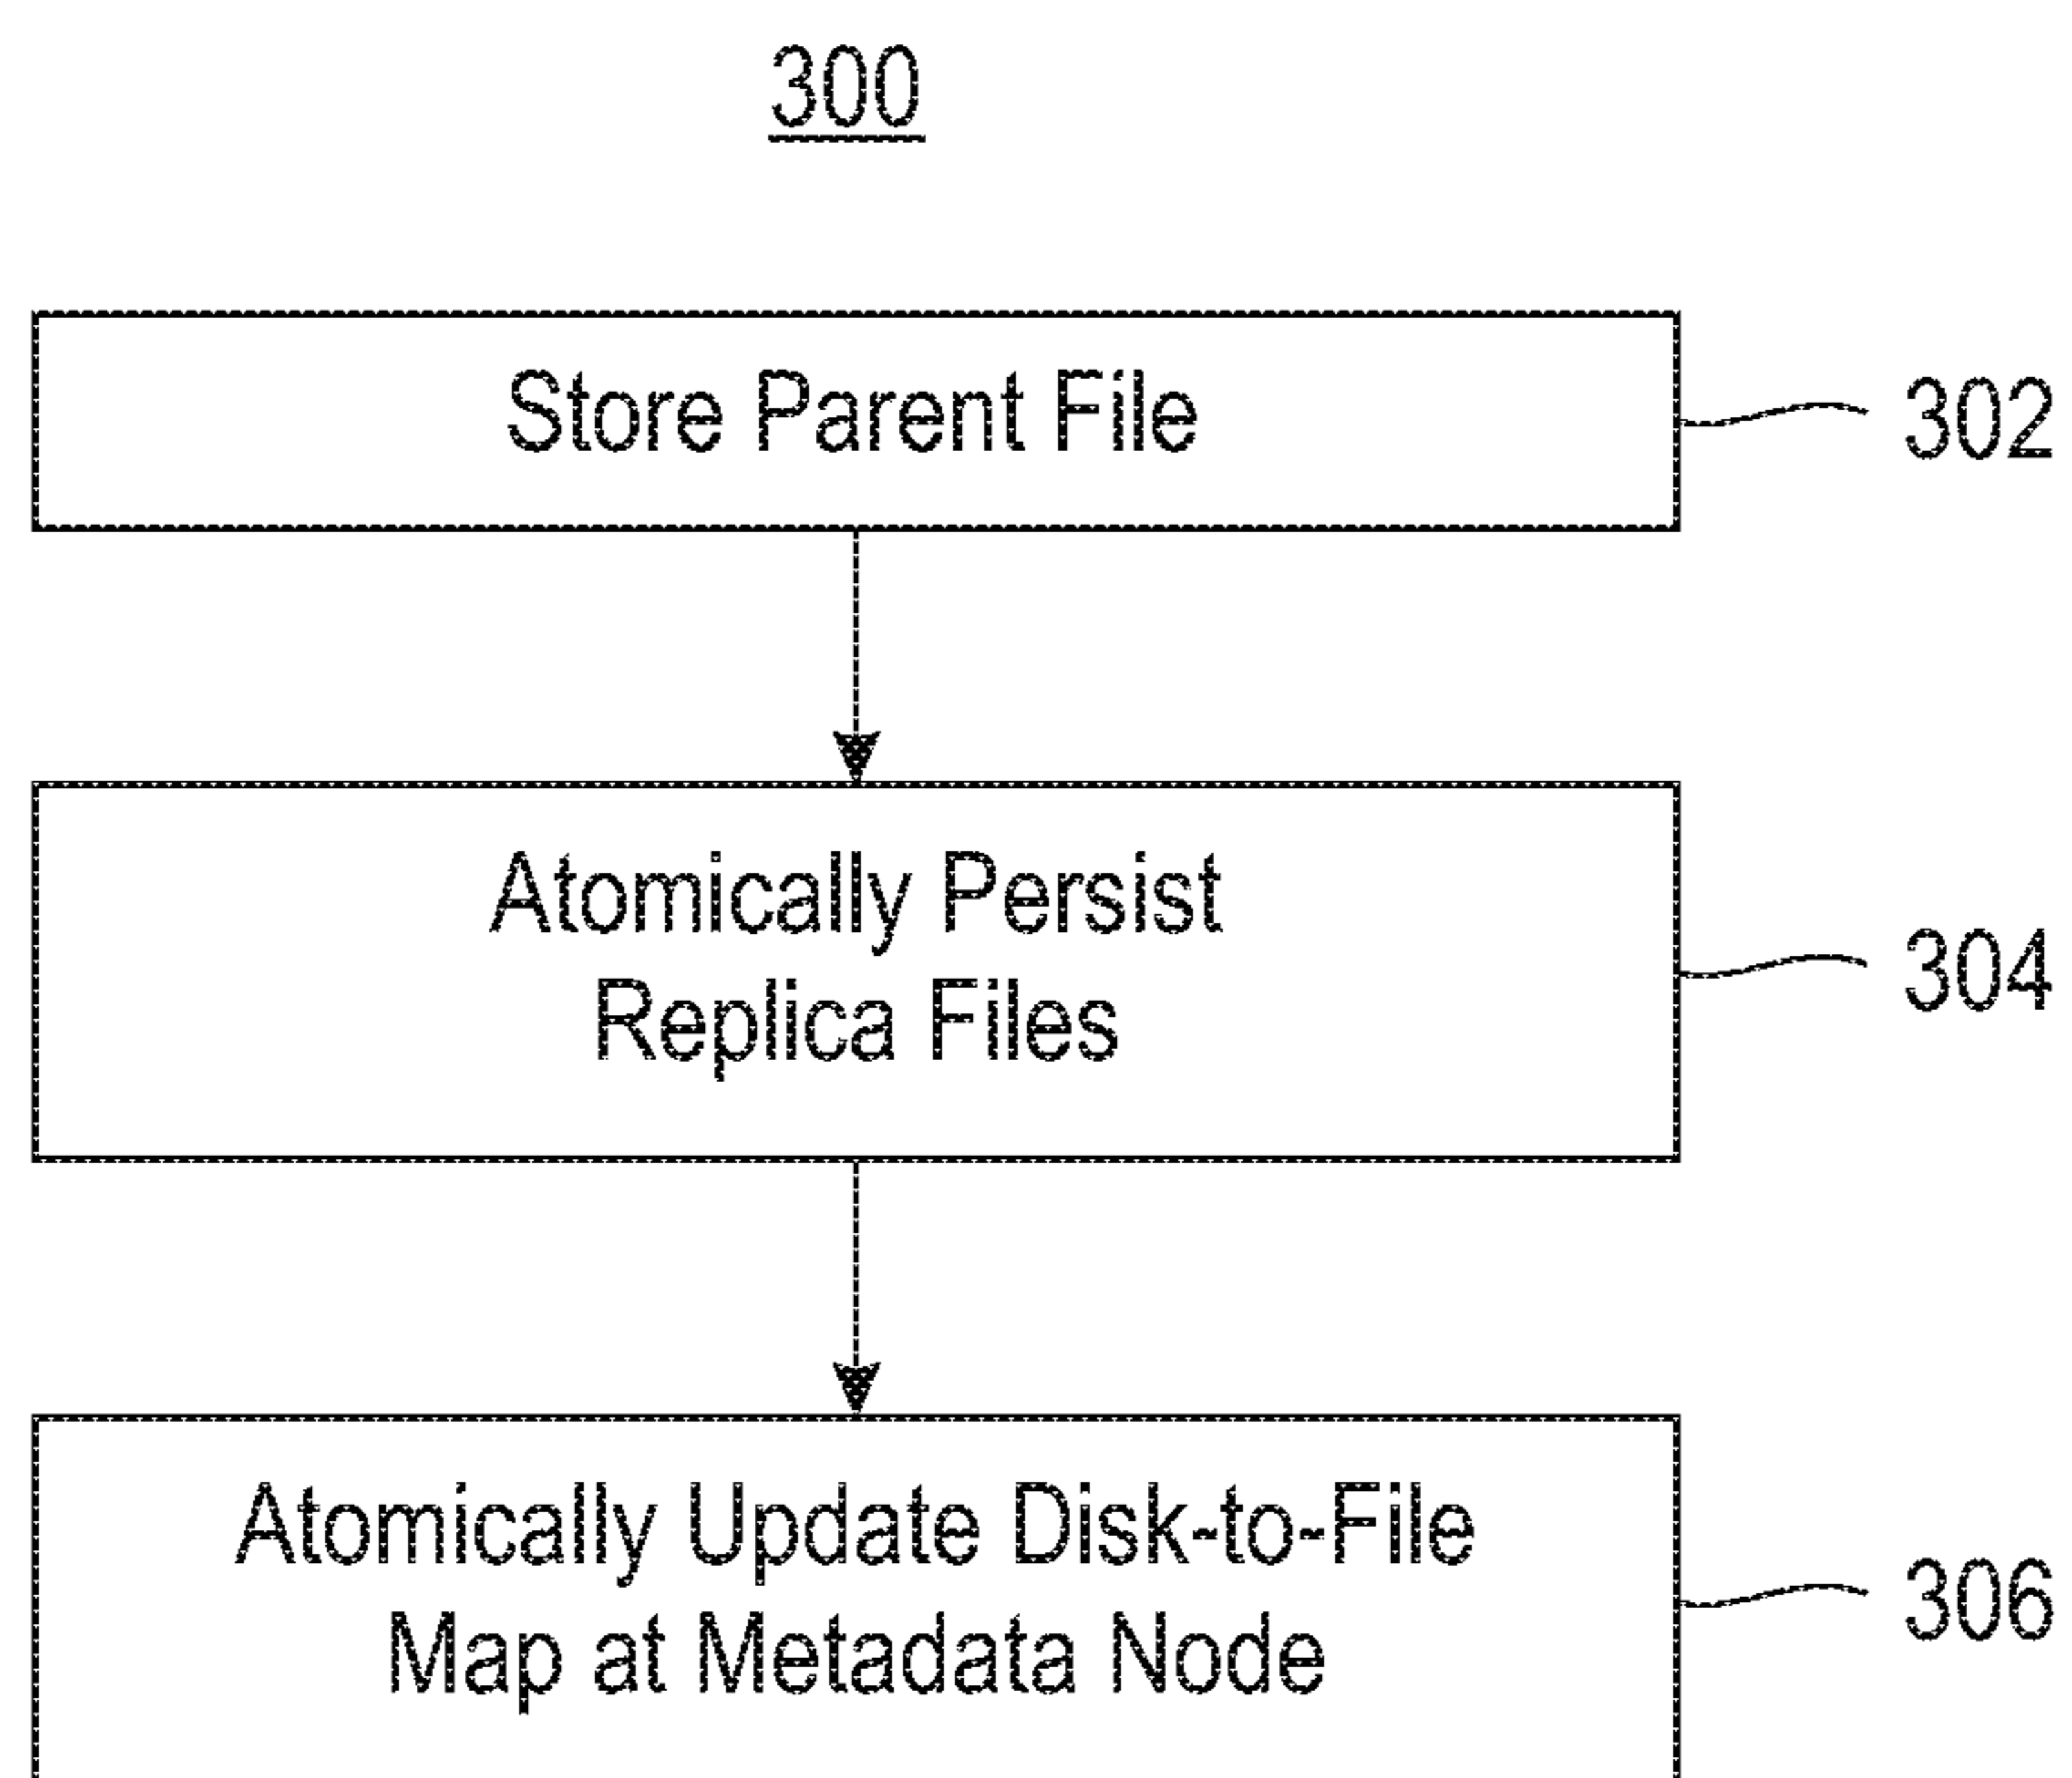 300
Store Parent File
302
Atomically Persist
Replica Files
304
Atomically Update Disk-to-File
Map at Metadata Node
306